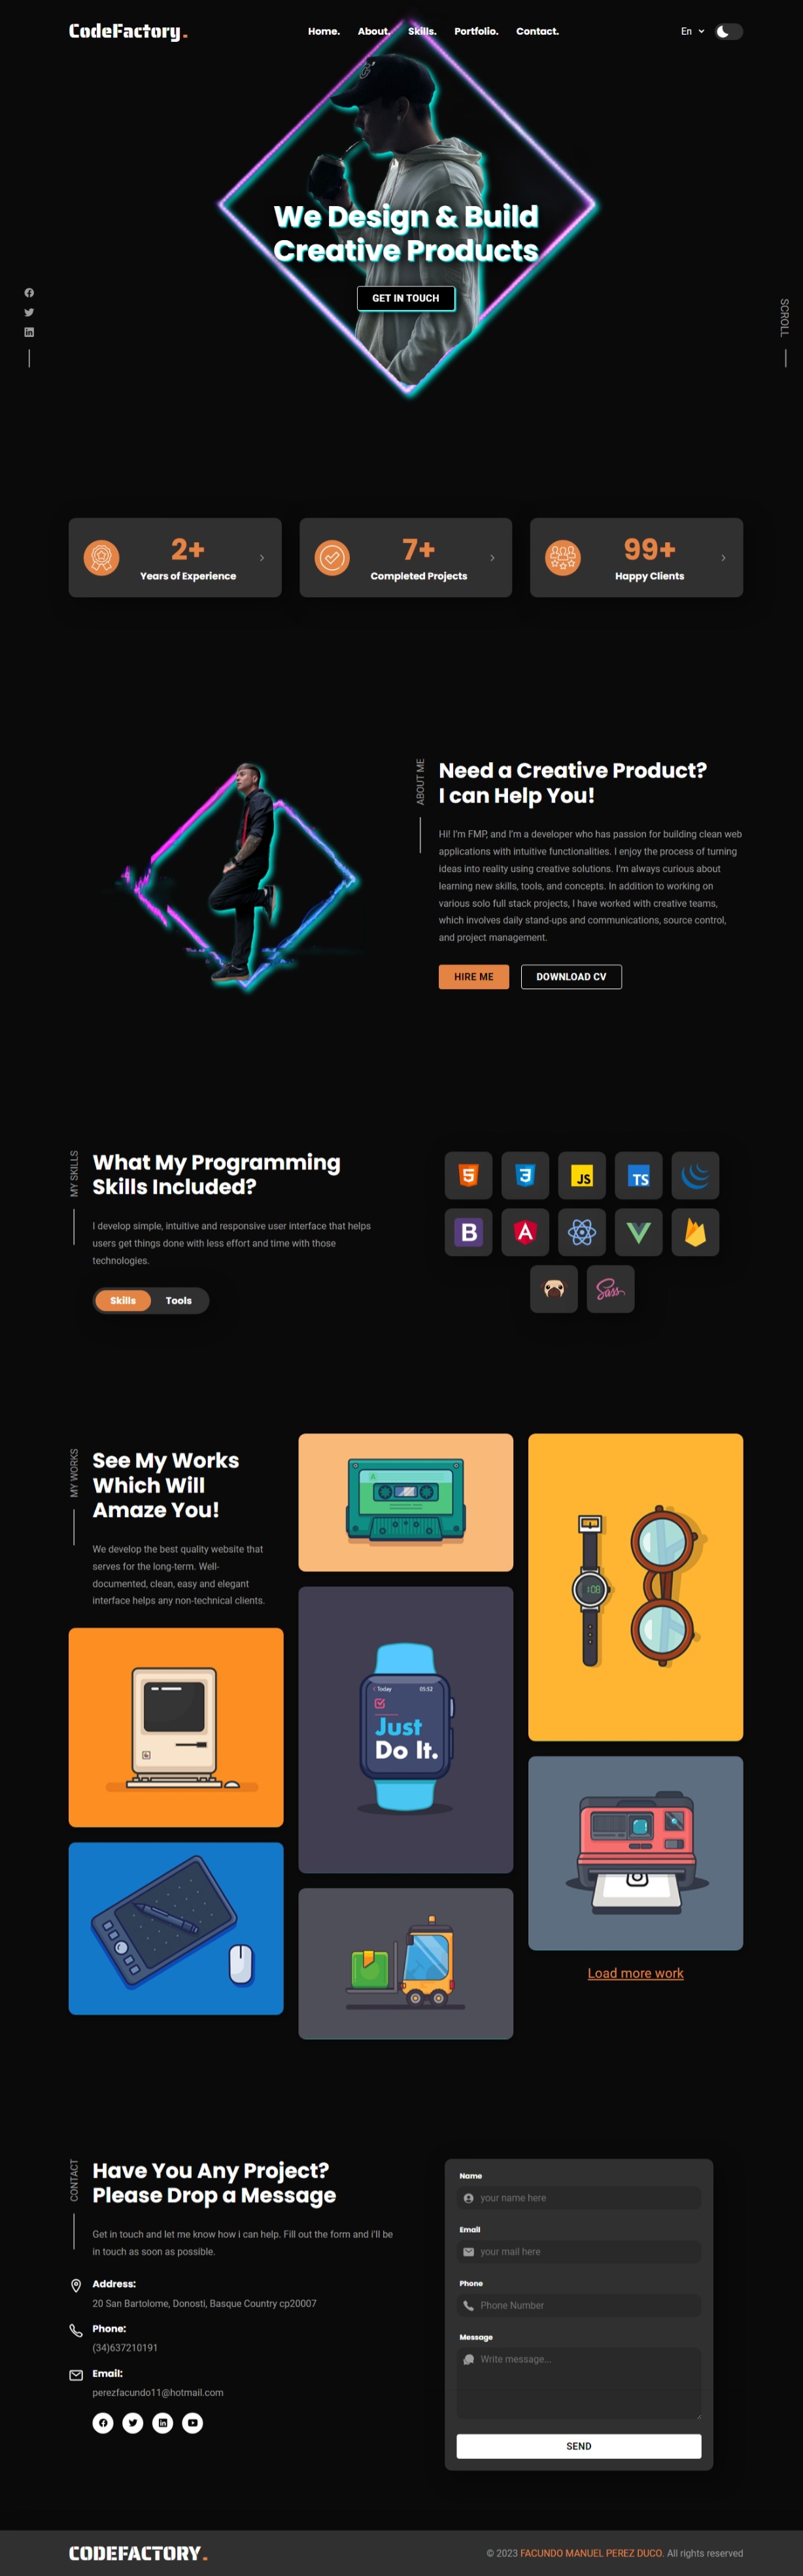 CodeFactory.
Home. About. Skills. Portfolio. Contact.
En
We Design & Build
Creative Products
GET IN TOUCH
SCROLL
2+
Years of Experience
7+
Completed Projects
99+
Happy Clients
ABOUT ME
Need a Creative Product?
I can Help You!
Hi! I'm FMP, and I'm a developer who has passion for building clean web
applications with intuitive functionalities. I enjoy the process of turning
ideas into reality using creative solutions. I'm always curious about
learning new skills, tools, and concepts. In addition to working on
various solo full stack projects, I have worked with creative teams,
which involves daily stand-ups and communications, source control,
and project management.
HIRE ME
DOWNLOAD CV
MY SKILLS
What My Programming
Skills Included?
I develop simple, intuitive and responsive user interface that helps
users get things done with less effort and time with those
technologies.
Skills
Tools
5
3
JS
TS
B
A
Sass
MY WORKS
See My Works
Which Will
Amaze You!
We develop the best quality website that
serves for the long-term. Well-
documented, clean, easy and elegant
interface helps any non-technical clients.
A
1:08
< Today 05:52
Just
Do It.
Load more work
CONTACT
Have You Any Project?
Please Drop a Message
Get in touch and let me know how i can help. Fill out the form and i'll be
in touch as soon as possible.
Address:
20 San Bartolome, Donosti, Basque Country cp20007
Phone:
(34)637210191
Email:
perezfacundo11@hotmail.com
Name
your name here
Email
your mail here
Phone
Phone Number
Message
Write message...
SEND
CODEFACTORY.
© 2023 FACUNDO MANUEL PEREZ DUCO. All rights reserved